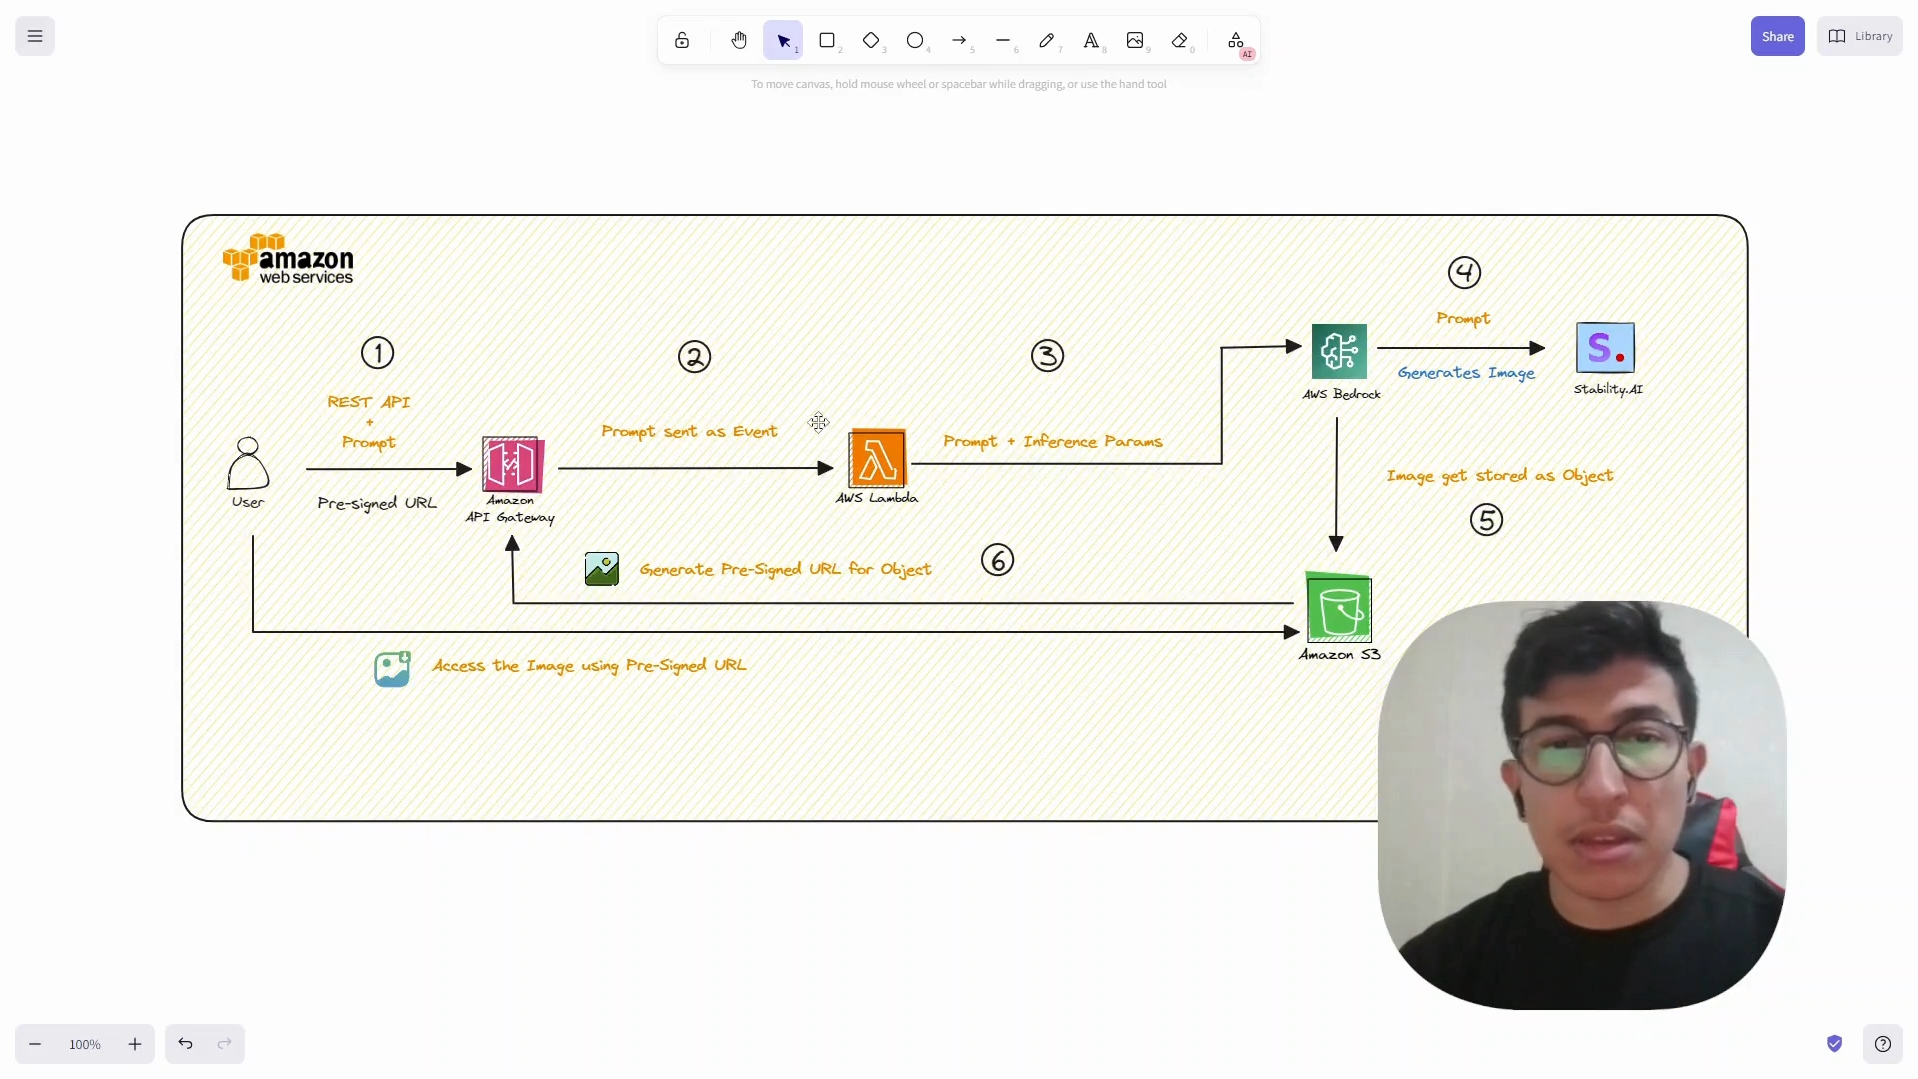 1
2
3
4
5
6
7
8
9
0
AI
Share
Library
To move canvas, hold mouse wheel or spacebar while dragging, or use the hand tool
amazon
web services
4
Prompt
Generates Image
S.
AWS Bedrock
Stability.AI
1
2
3
REST API
+
Prompt
Prompt sent as Event
Prompt + Inference Params
User
Pre-signed URL
Amazon
API Gateway
AWS Lambda
Image get stored as Object
5
6
Generate Pre-Signed URL for Object
Amazon S3
Access the Image using Pre-Signed URL
100%